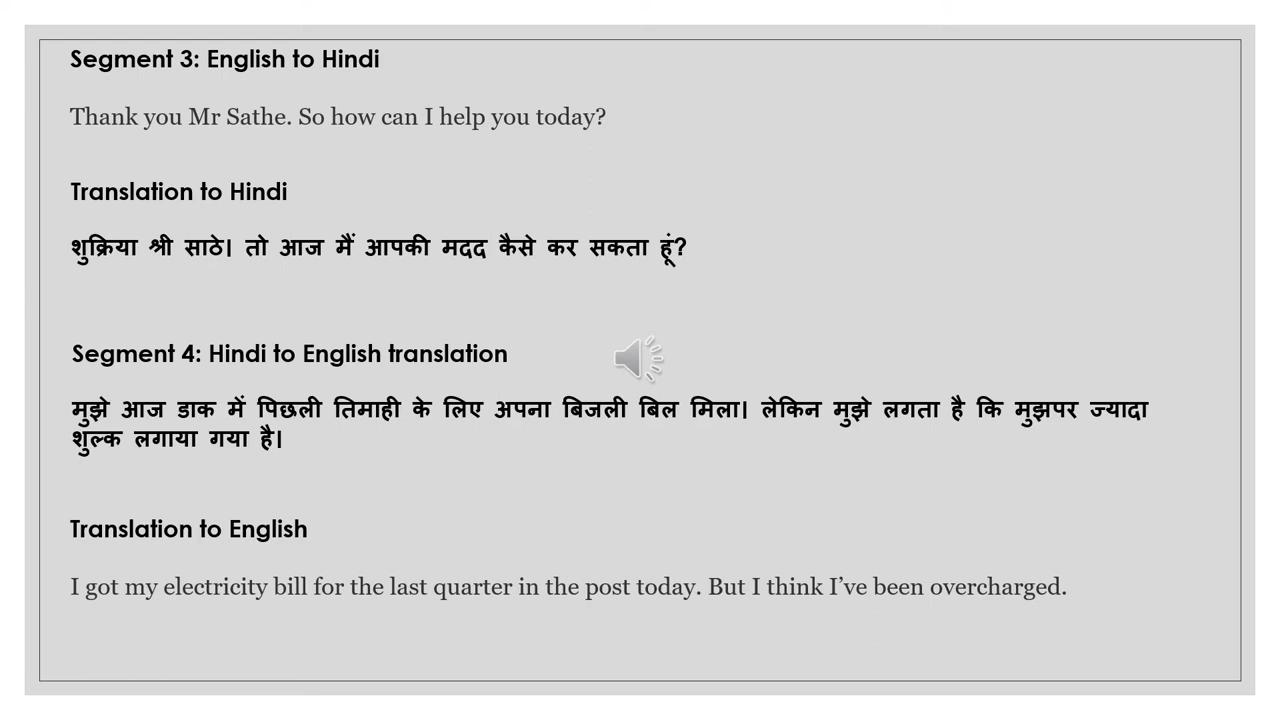 Segment 3: English to Hindi
Thank you Mr Sathe. So how can I help you today?
Translation to Hindi
शुक्रिया श्री साठे। तो आज मैं आपकी मदद कैसे कर सकता हूं?
Segment 4: Hindi to English translation
मुझे आज डाक में पिछली तिमाही के लिए अपना बिजली बिल मिला। लेकिन मुझे लगता है कि मुझपर ज्यादा
शुल्क लगाया गया है।
Translation to English
I got my electricity bill for the last quarter in the post today. But I think I’ve been overcharged.